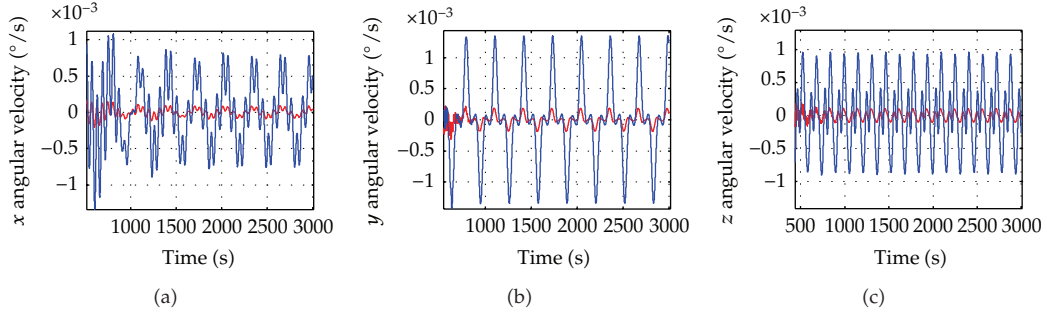 ×10⁻³
x angular velocity (°/s)
1
0.5
0
−0.5
−1
1000 1500 2000 2500 3000
Time (s)
(a)
×10⁻³
y angular velocity (°/s)
1
0.5
0
−0.5
−1
1000 1500 2000 2500 3000
Time (s)
(b)
×10⁻³
z angular velocity (°/s)
1
0.5
0
−0.5
−1
500 1000 1500 2000 2500 3000
Time (s)
(c)